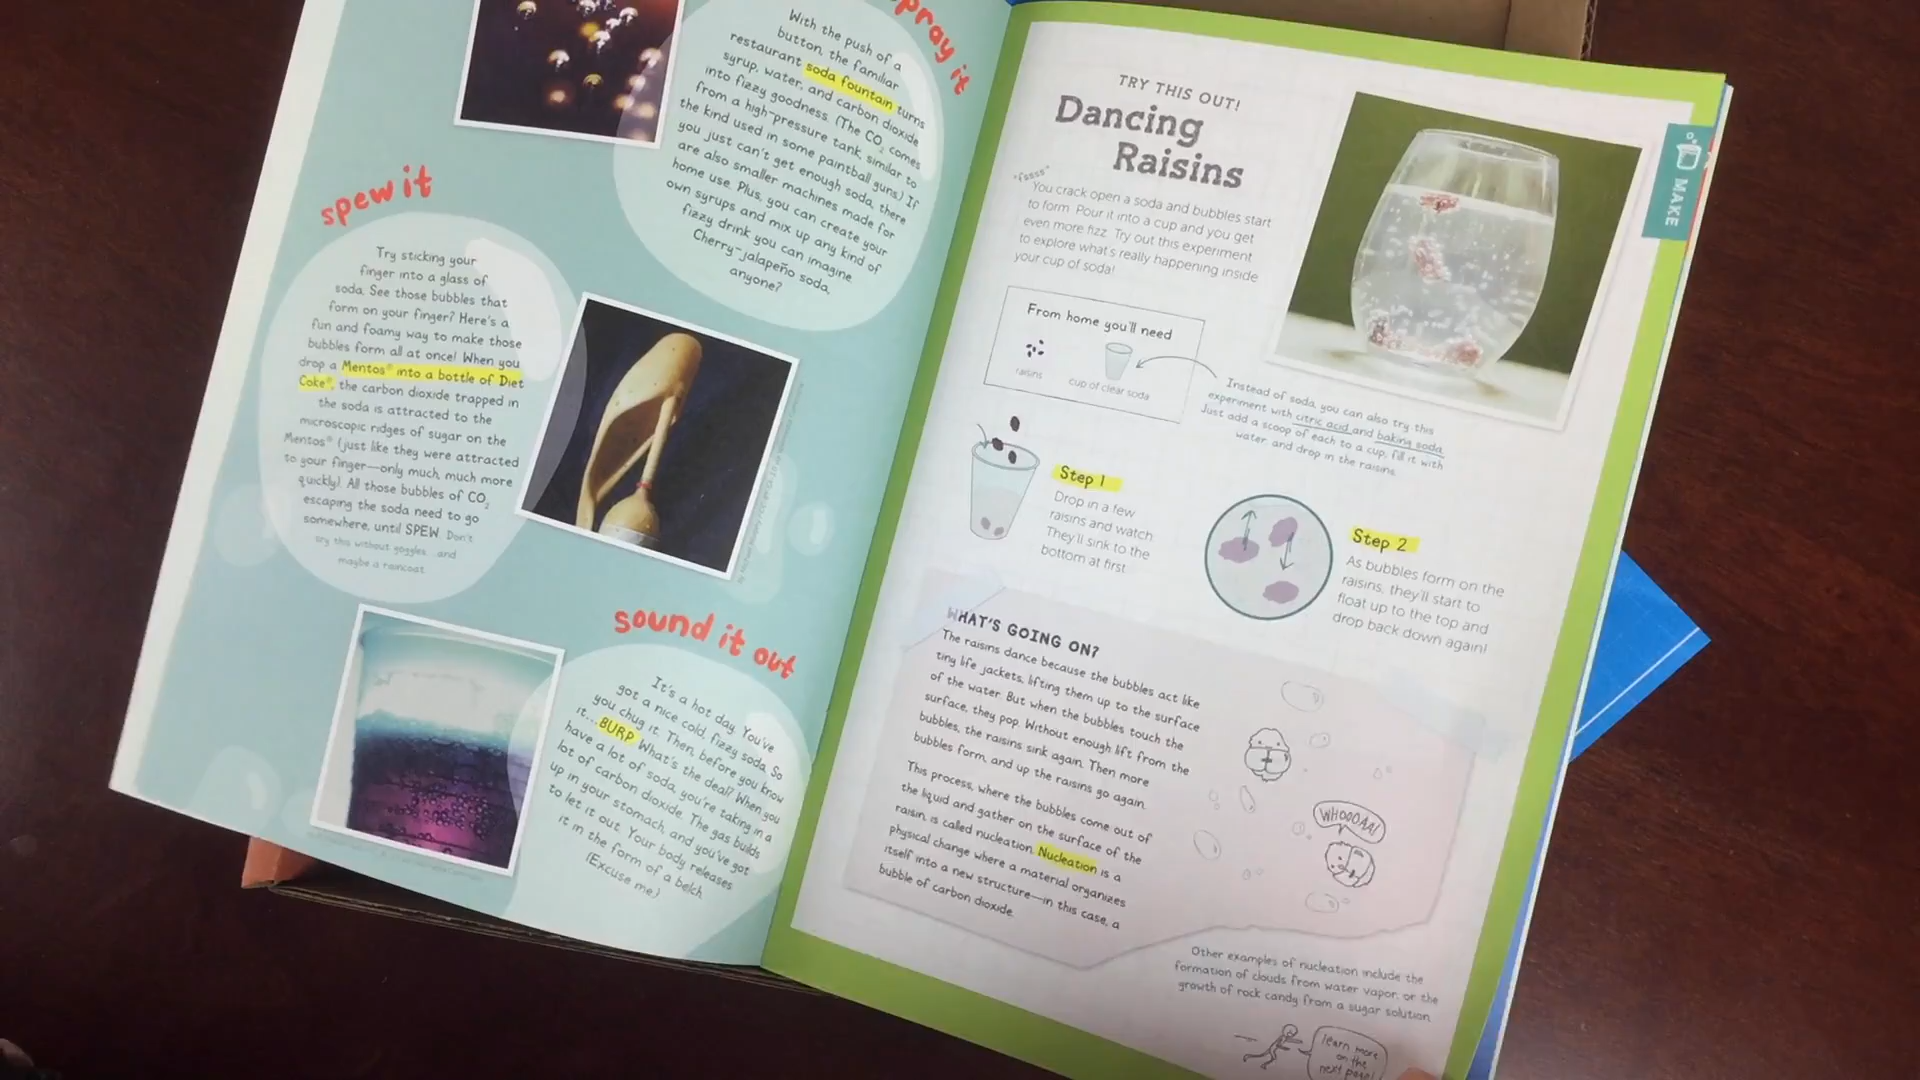 spray it
With the push of a
button, the familiar
restaurant soda fountain turns
syrup, water, and carbon dioxide
into fizzy goodness. (The CO2 comes
from a high-pressure tank, similar to
the kind used in some paintball guns.) If
you just can't get enough soda, there
are also smaller machines made for
home use. Plus, you can create your
own syrups and mix up any kind of
fizzy drink you can imagine.
Cherry-jalapeño soda,
anyone?
spew it
Try sticking your
finger into a glass of
soda. See those bubbles that
form on your finger? Here's a
fun and foamy way to make those
bubbles form all at once! When you
drop a Mentos® into a bottle of Diet
Coke®, the carbon dioxide trapped in
the soda is attracted to the
microscopic ridges of sugar on the
Mentos® (just like they were attracted
to your finger—only much, much more
quickly). All those bubbles of CO2
escaping the soda need to go
somewhere, until SPEW. Don't
try this without goggles... and
maybe a raincoat.
sound it out
It's a hot day. You've
got a nice cold, fizzy soda. So
you chug it. Then, before you know
it... BURP. What's the deal? When you
have a lot of soda, you're taking in a
lot of carbon dioxide. The gas builds
up in your stomach, and you've got
to let it out. Your body releases
it in the form of a belch.
(Excuse me.)
TRY THIS OUT!
Dancing
Raisins
*fssss*
You crack open a soda and bubbles start
to form. Pour it into a cup and you get
even more fizz. Try out this experiment
to explore what's really happening inside
your cup of soda!
From home you'll need
raisins
cup of clear soda
Instead of soda, you can also try this
experiment with citric acid and baking soda.
Just add a scoop of each to a cup, fill it with
water and drop in the raisins.
Step 1
Drop in a few
raisins and watch.
They'll sink to the
bottom at first.
Step 2
As bubbles form on the
raisins, they'll start to
float up to the top and
drop back down again!
WHAT'S GOING ON?
The raisins dance because the bubbles act like
tiny life jackets, lifting them up to the surface
of the water. But when the bubbles touch the
surface, they pop. Without enough lift from the
bubbles, the raisins sink again. Then more
bubbles form, and up the raisins go again.
This process, where the bubbles come out of
the liquid and gather on the surface of the
raisin, is called nucleation. Nucleation is a
physical change where a material organizes
itself into a new structure—in this case, a
bubble of carbon dioxide.
WHOOOAA!
Other examples of nucleation include the
formation of clouds from water vapor, or the
growth of rock candy from a sugar solution.
learn more
on the
next page!
MAKE